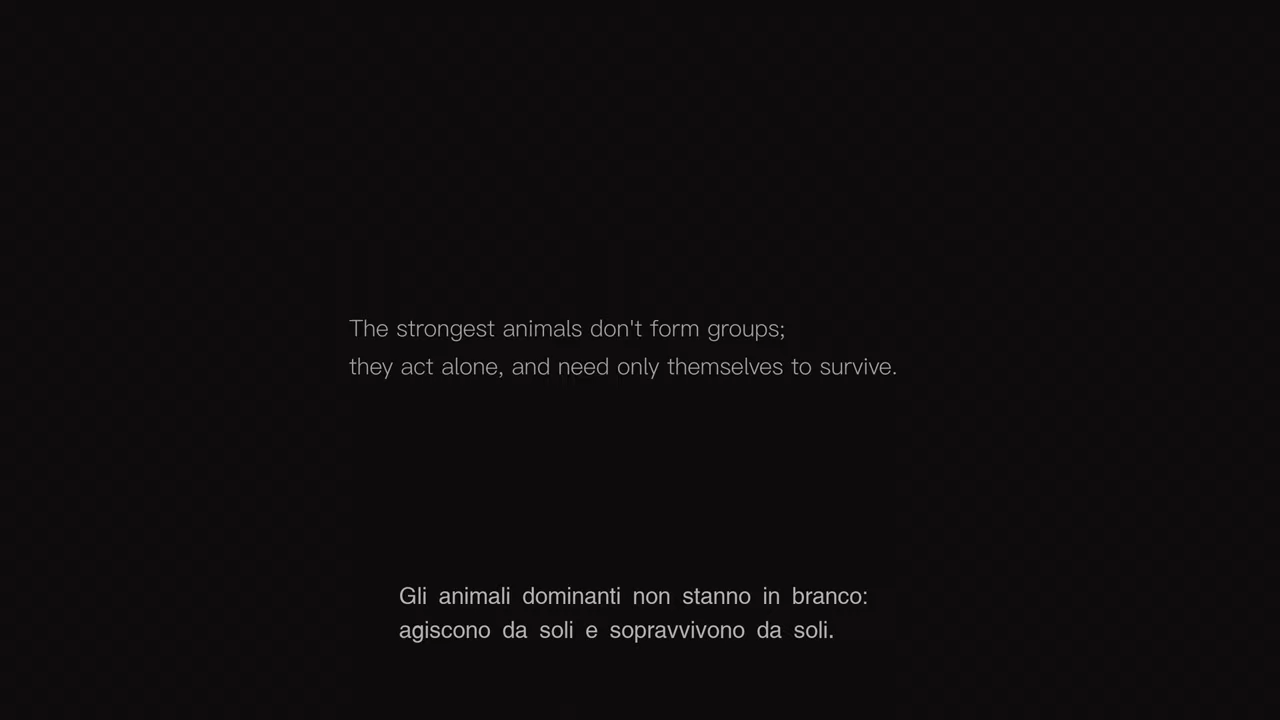 The strongest animals don't form groups;
they act alone, and need only themselves to survive.
Gli animali dominanti non stanno in branco:
agiscono da soli e sopravvivono da soli.